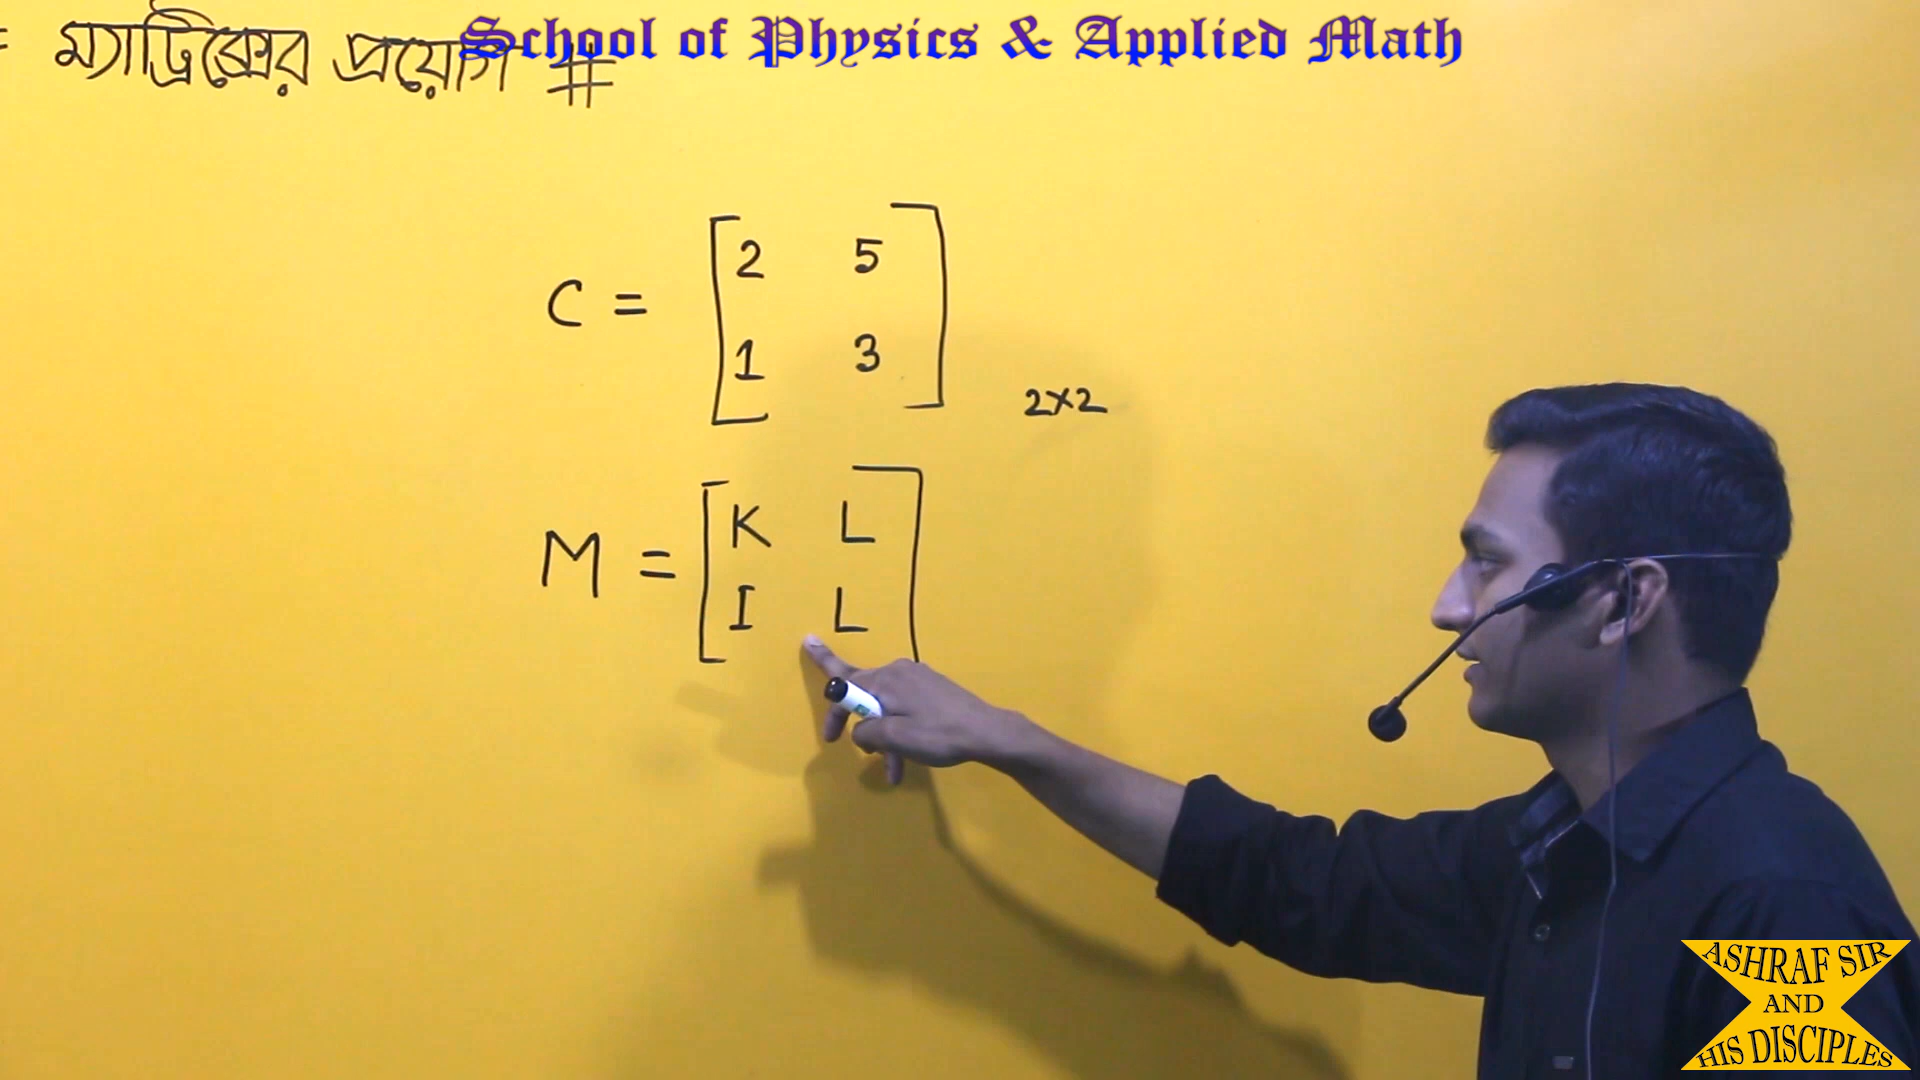 = ম্যাট্রিক্সের প্রয়োগ #
School of Physics & Applied Math
C = [2 5
1 3] 2×2
M = [K L
I L]
ASHRAF SIR
AND
HIS DISCIPLES